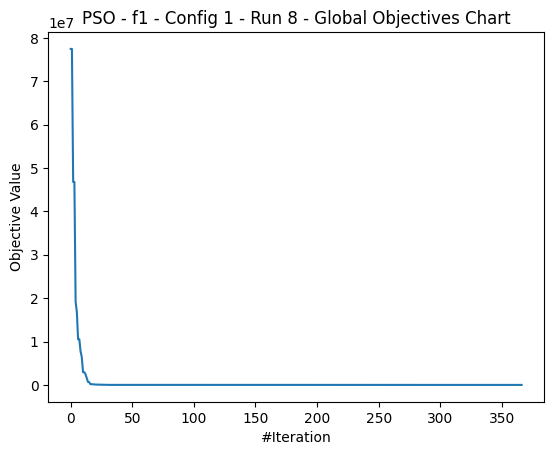 PSO - f1 - Config 1 - Run 8 - Global Objectives Chart
1e7
8
7
6
5
4
3
2
1
0
Objective Value
0 50 100 150 200 250 300 350
#Iteration